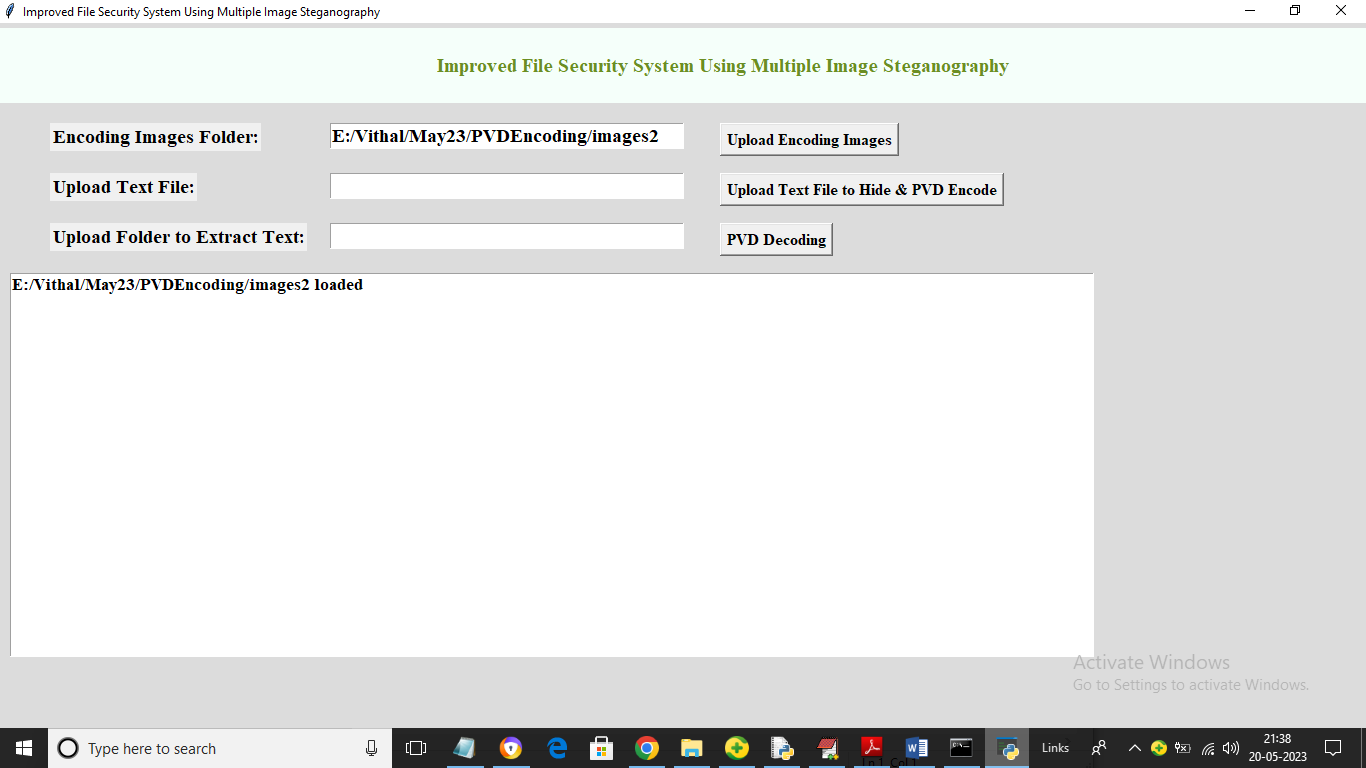 Improved File Security System Using Multiple Image Steganography
Improved File Security System Using Multiple Image Steganography
Encoding Images Folder:
E:/Vithal/May23/PVDEncoding/images2
Upload Encoding Images
Upload Text File:
Upload Text File to Hide & PVD Encode
Upload Folder to Extract Text:
PVD Decoding
E:/Vithal/May23/PVDEncoding/images2 loaded
Activate Windows
Go to Settings to activate Windows.
Type here to search
Links
21:38
20-05-2023